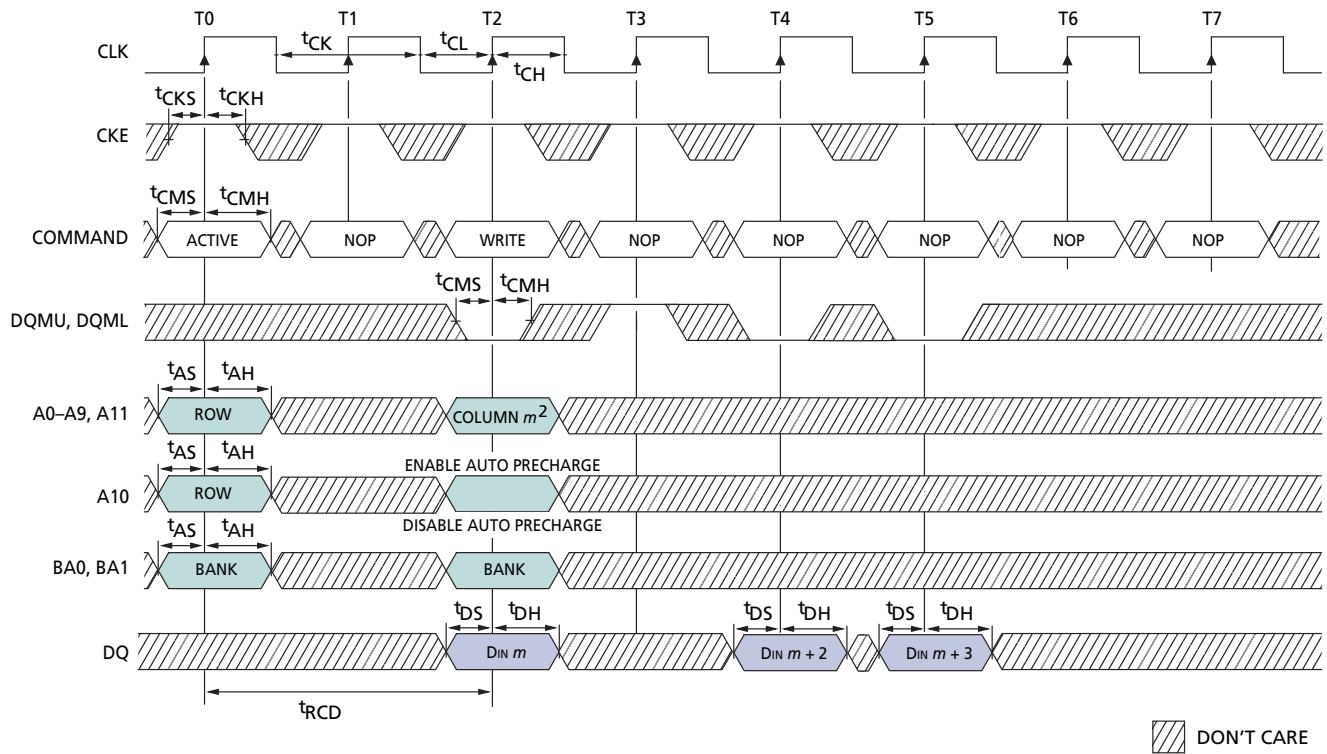 T0 T1 T2 T3 T4 T5 T6 T7
CLK tCK tCL
tCH
tCKS tCKH
CKE
tCMS tCMH
COMMAND ACTIVE NOP WRITE NOP NOP NOP NOP NOP
tCMS tCMH
DQMU, DQML
tAS tAH
A0–A9, A11 ROW COLUMN m2
tAS tAH ENABLE AUTO PRECHARGE
A10 ROW
tAS tAH DISABLE AUTO PRECHARGE
BA0, BA1 BANK BANK
tDS tDH tDS tDH tDS tDH
DQ DIN m DIN m + 2 DIN m + 3
tRCD
DON'T CARE